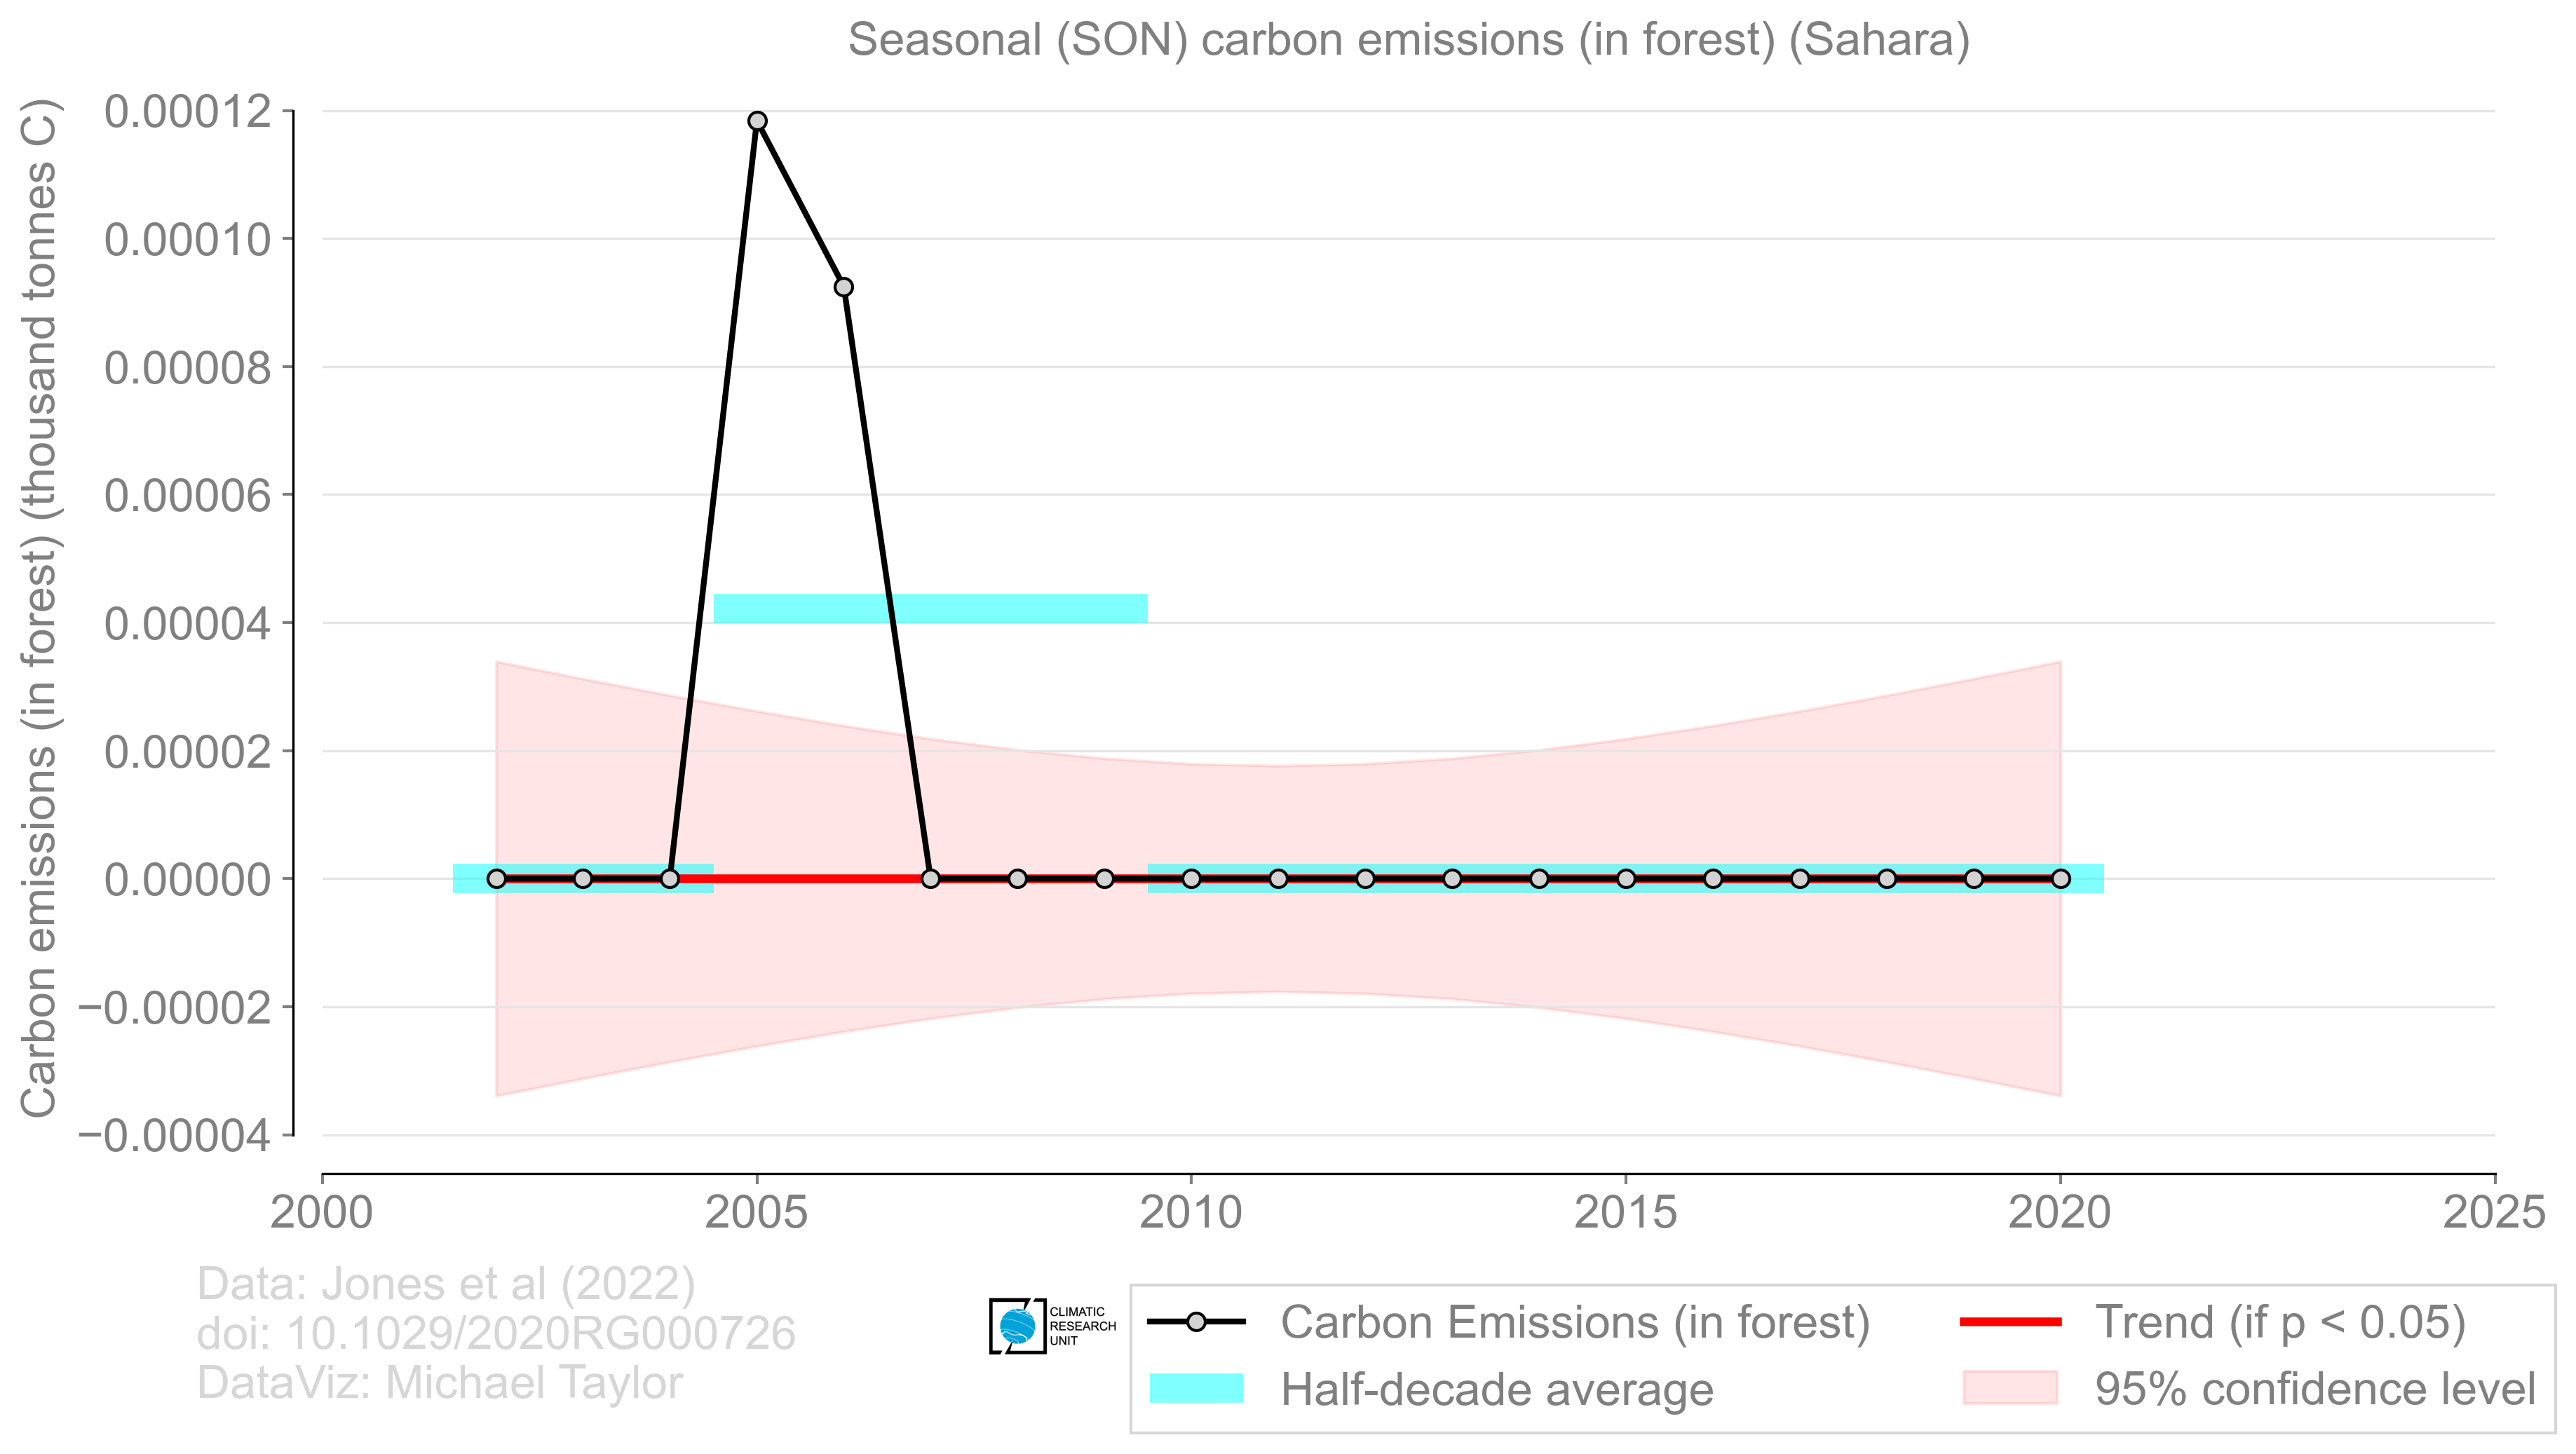 Seasonal (SON) carbon emissions (in forest) (Sahara)
Carbon emissions (in forest) (thousand tonnes C)
0.00012
0.00010
0.00008
0.00006
0.00004
0.00002
0.00000
−0.00002
−0.00004
2000 2005 2010 2015 2020 2025
Data: Jones et al (2022)
doi: 10.1029/2020RG000726
DataViz: Michael Taylor
CLIMATIC
RESEARCH
UNIT
Carbon Emissions (in forest)
Half-decade average
Trend (if p < 0.05)
95% confidence level